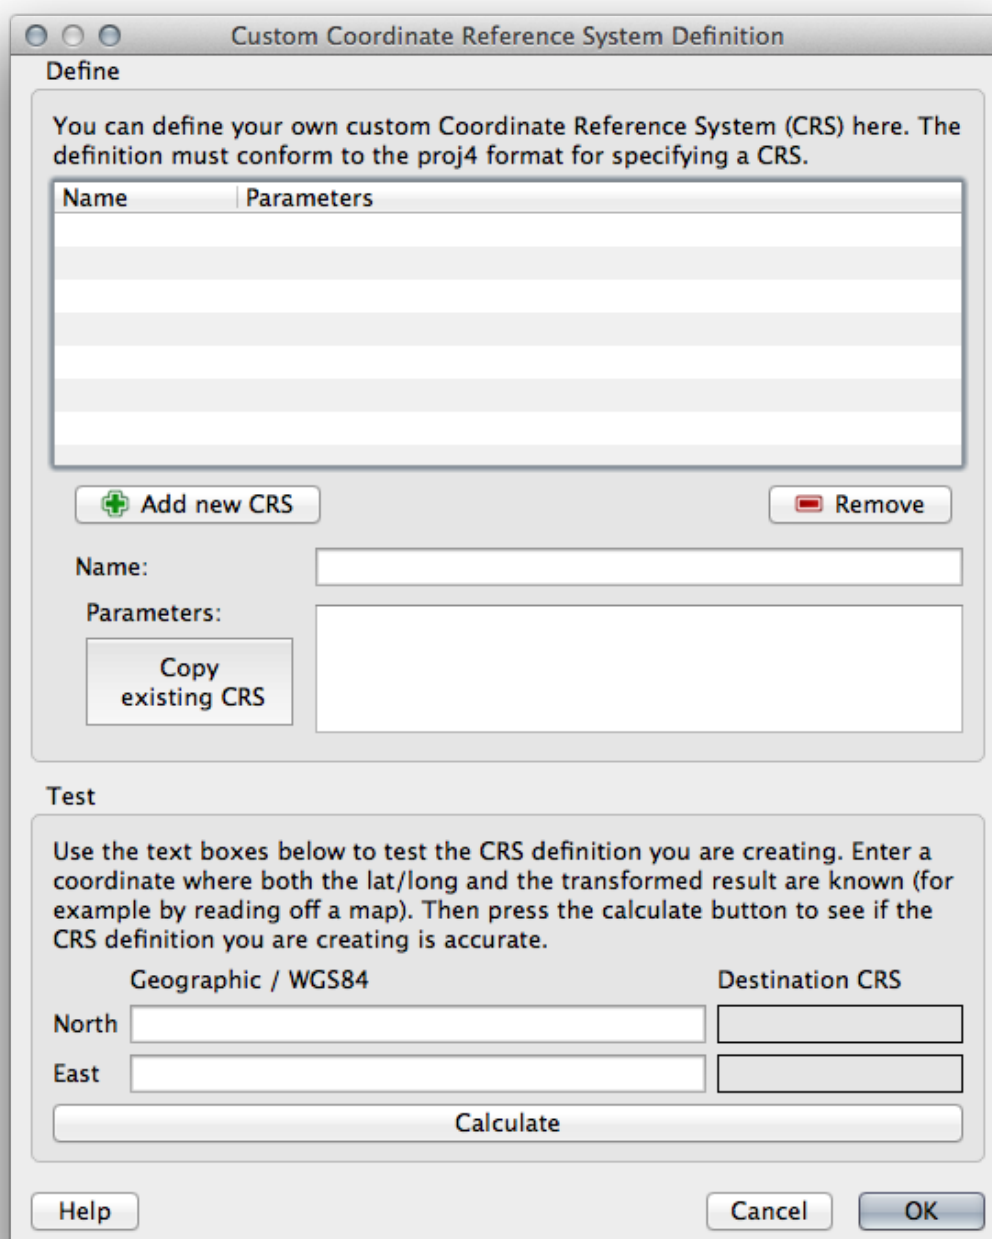 Custom Coordinate Reference System Definition
Define
You can define your own custom Coordinate Reference System (CRS) here. The
definition must conform to the proj4 format for specifying a CRS.
Name Parameters
Add new CRS Remove
Name:
Parameters:
Copy
existing CRS
Test
Use the text boxes below to test the CRS definition you are creating. Enter a
coordinate where both the lat/long and the transformed result are known (for
example by reading off a map). Then press the calculate button to see if the
CRS definition you are creating is accurate.
Geographic / WGS84 Destination CRS
North
East
Calculate
Help Cancel OK